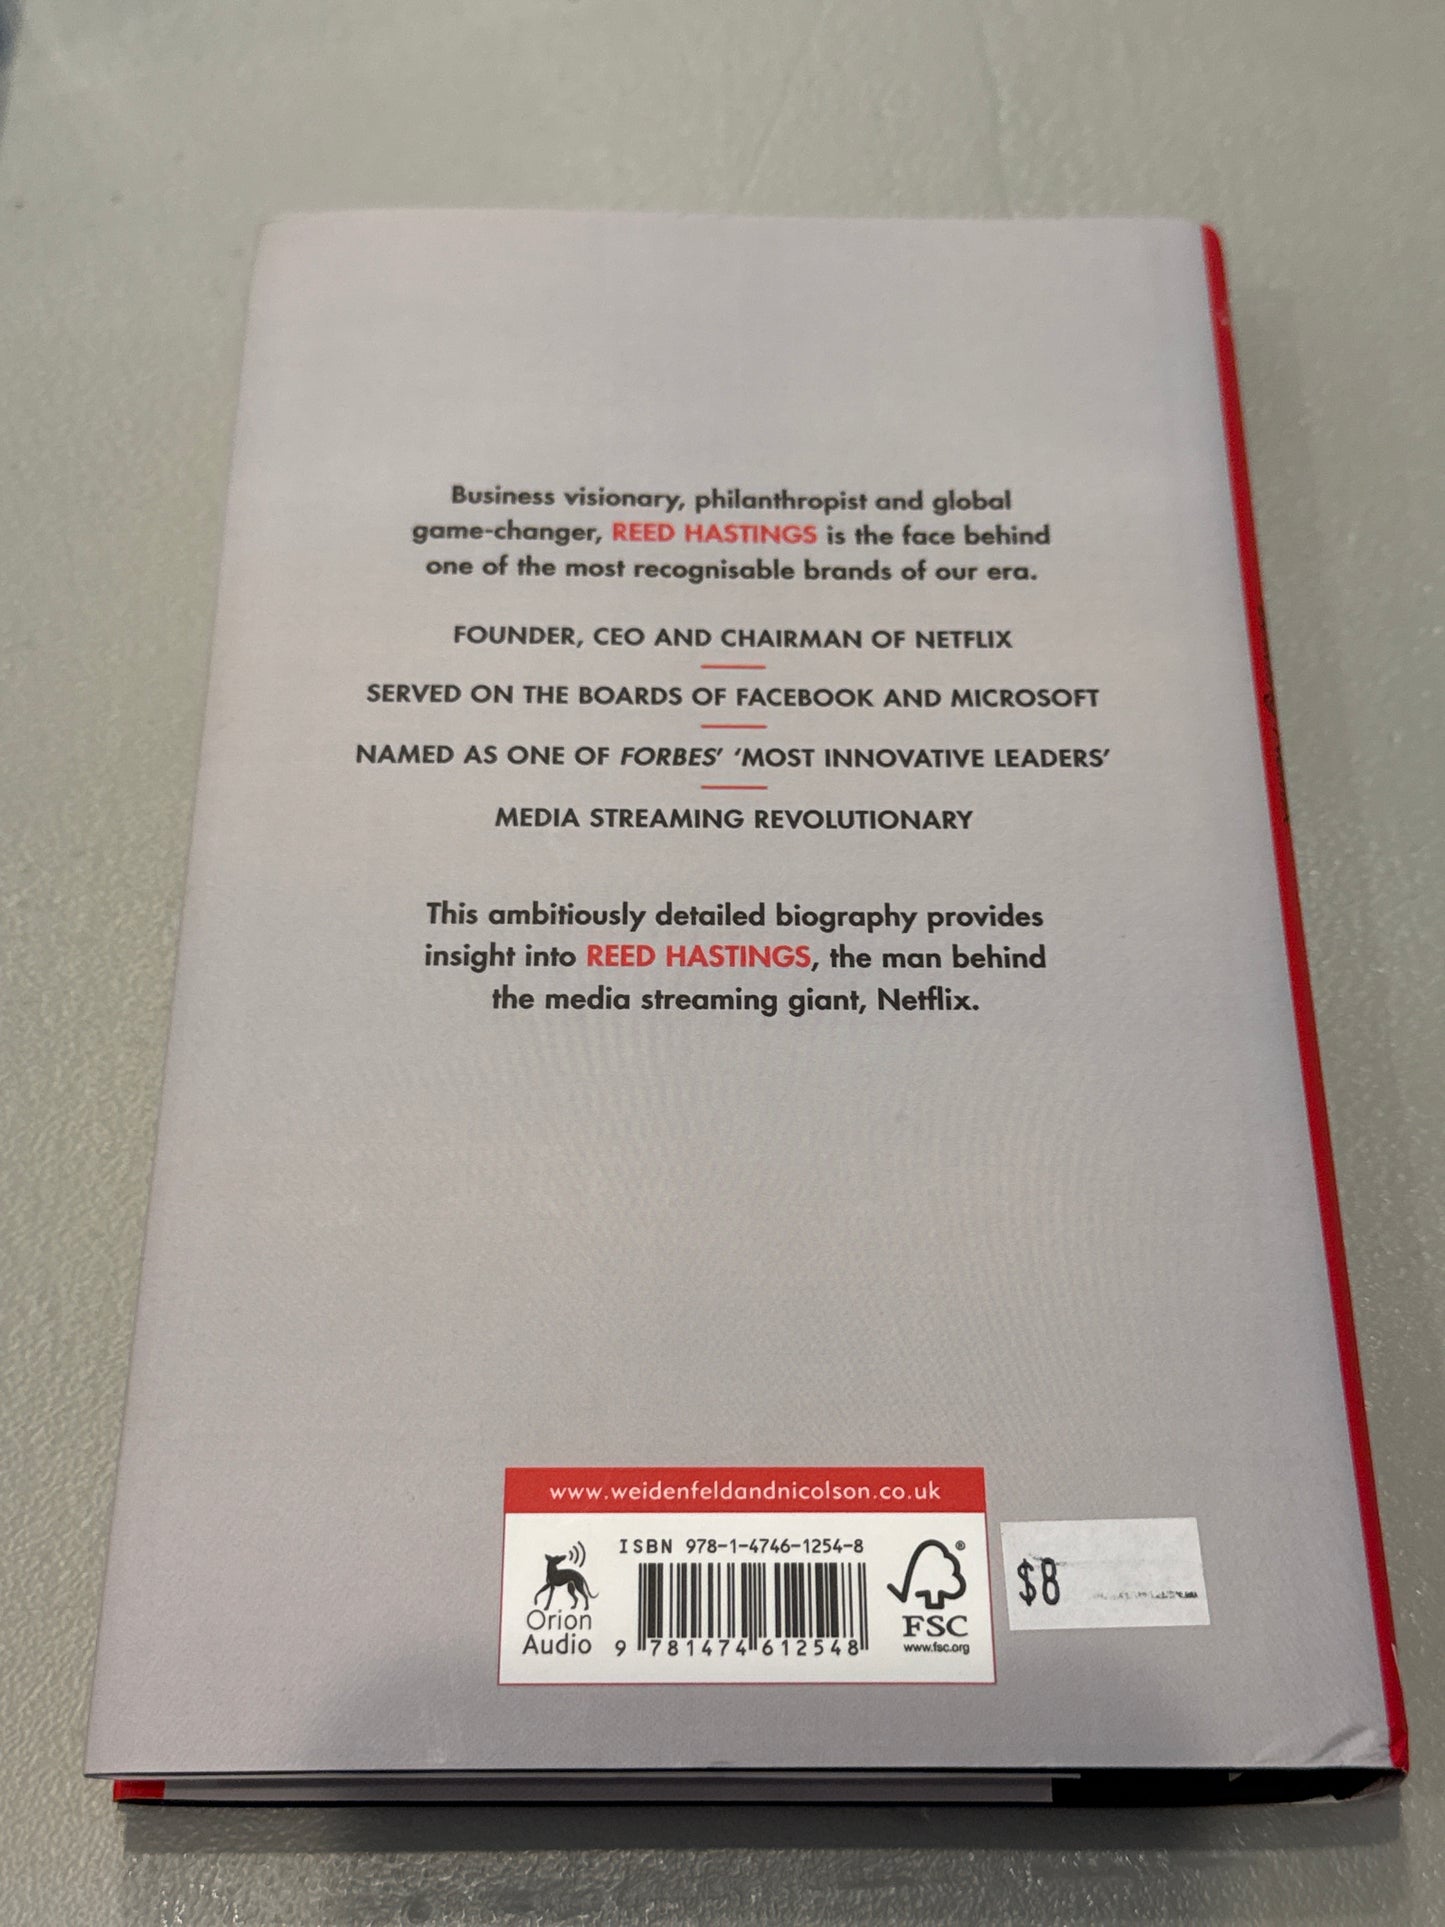 Business visionary, philanthropist and global
game-changer, REED HASTINGS is the face behind
one of the most recognisable brands of our era.
FOUNDER, CEO AND CHAIRMAN OF NETFLIX
SERVED ON THE BOARDS OF FACEBOOK AND MICROSOFT
NAMED AS ONE OF FORBES' 'MOST INNOVATIVE LEADERS'
MEDIA STREAMING REVOLUTIONARY
This ambitiously detailed biography provides
insight into REED HASTINGS, the man behind
the media streaming giant, Netflix.
www.weidenfeldandnicolson.co.uk
ISBN 978-1-4746-1254-8
Orion
Audio
9 781474 612548
®
FSC
www.fsc.org
$8